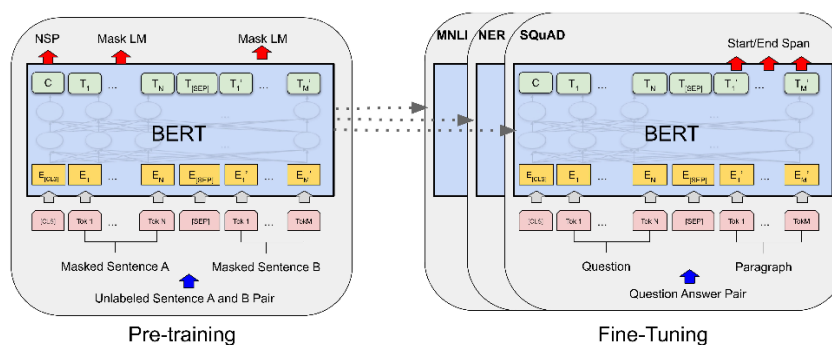 NSP Mask LM Mask LM
C T1 ... TN T[SEP] T1' ... TM'
BERT
E[CLS] E1 ... EN E[SEP] E1' ... EM'
[CLS] Tok 1 ... Tok N [SEP] Tok 1 ... TokM
Masked Sentence A Masked Sentence B
Unlabeled Sentence A and B Pair
Pre-training
MNLI NER SQuAD
Start/End Span
C T1 ... TN T[SEP] T1' ... TM'
BERT
E[CLS] E1 ... EN E[SEP] E1' ... EM'
[CLS] Tok 1 ... Tok N [SEP] Tok 1 ... TokM
Question Paragraph
Question Answer Pair
Fine-Tuning